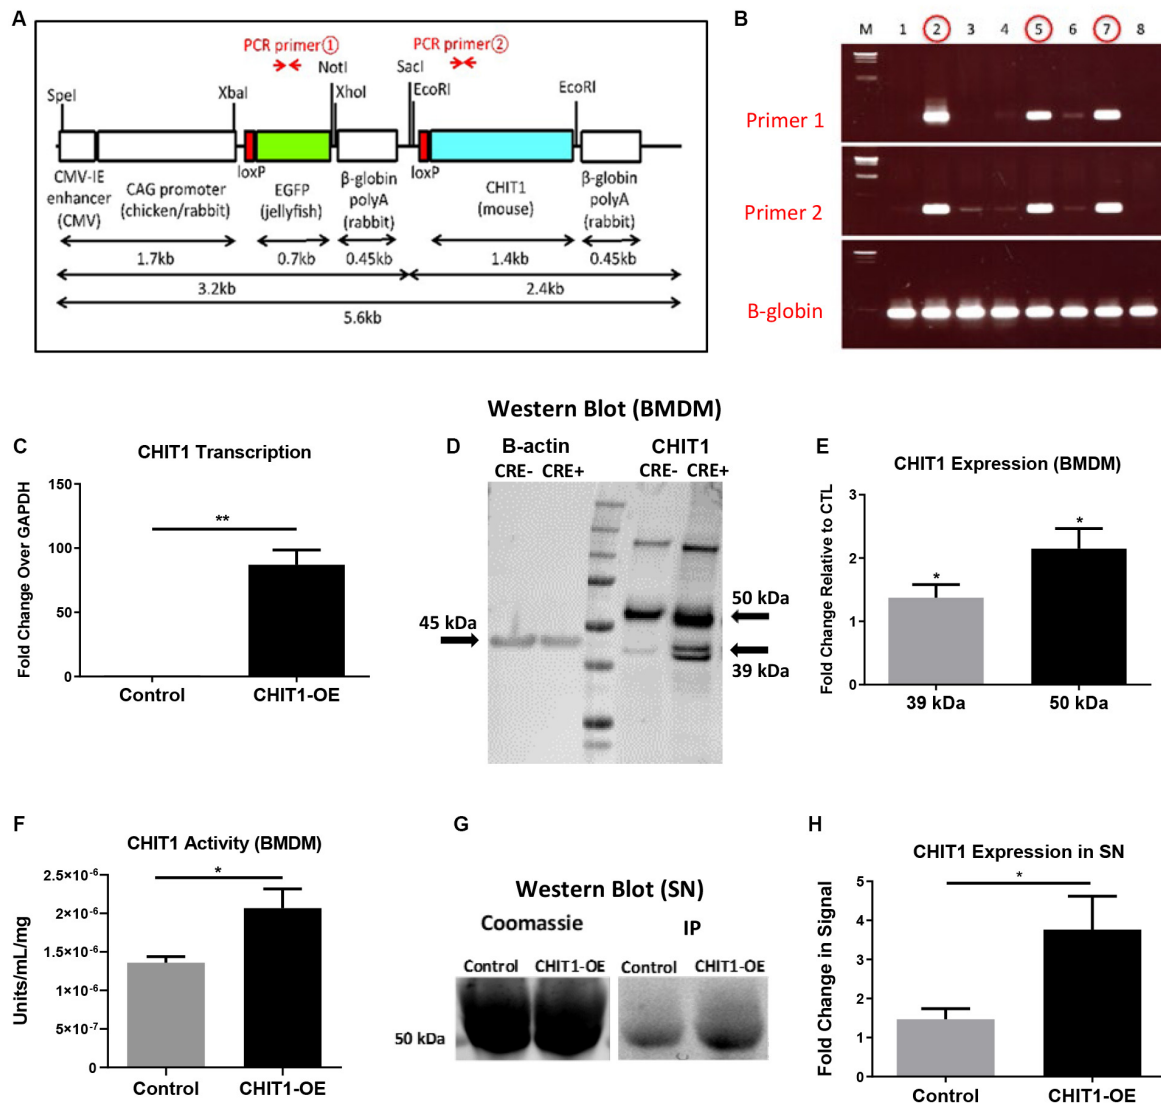 A
PCR primer① PCR primer②
NotI SacI
SpeI XbaI XhoI EcoRI EcoRI
loxP loxP
CMV-IE enhancer (CMV)
CAG promoter (chicken/rabbit)
EGFP (jellyfish)
β-globin polyA (rabbit)
CHIT1 (mouse)
β-globin polyA (rabbit)
1.7kb 0.7kb 0.45kb 1.4kb 0.45kb
3.2kb 2.4kb
5.6kb
B
M 1 2 3 4 5 6 7 8
Primer 1
Primer 2
B-globin
C
CHIT1 Transcription
Fold Change Over GAPDH
150
100
50
0
**
Control CHIT1-OE
Western Blot (BMDM)
D
B-actin CHIT1
CRE- CRE+ CRE- CRE+
45 kDa
50 kDa
39 kDa
E
CHIT1 Expression (BMDM)
Fold Change Relative to CTL
3
2
1
0
* *
39 kDa 50 kDa
F
CHIT1 Activity (BMDM)
Units/mL/mg
2.5×10⁻⁶
2×10⁻⁶
1.5×10⁻⁶
1×10⁻⁶
5×10⁻⁷
0
*
Control CHIT1-OE
G
Western Blot (SN)
Coomassie IP
Control CHIT1-OE Control CHIT1-OE
50 kDa
H
CHIT1 Expression in SN
Fold Change in Signal
5
4
3
2
1
0
*
Control CHIT1-OE